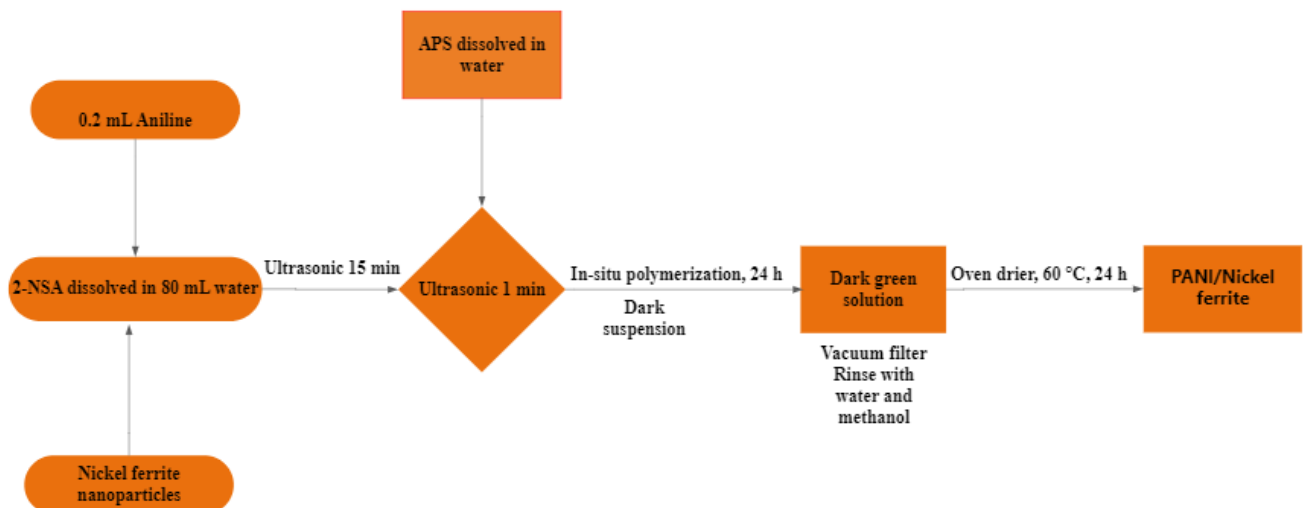 APS dissolved in
water
0.2 mL Aniline
2-NSA dissolved in 80 mL water
Ultrasonic 15 min
Ultrasonic 1 min
In-situ polymerization, 24 h
Dark
suspension
Dark green
solution
Vacuum filter
Rinse with
water and
methanol
Oven drier, 60 °C, 24 h
PANI/Nickel
ferrite
Nickel ferrite
nanoparticles